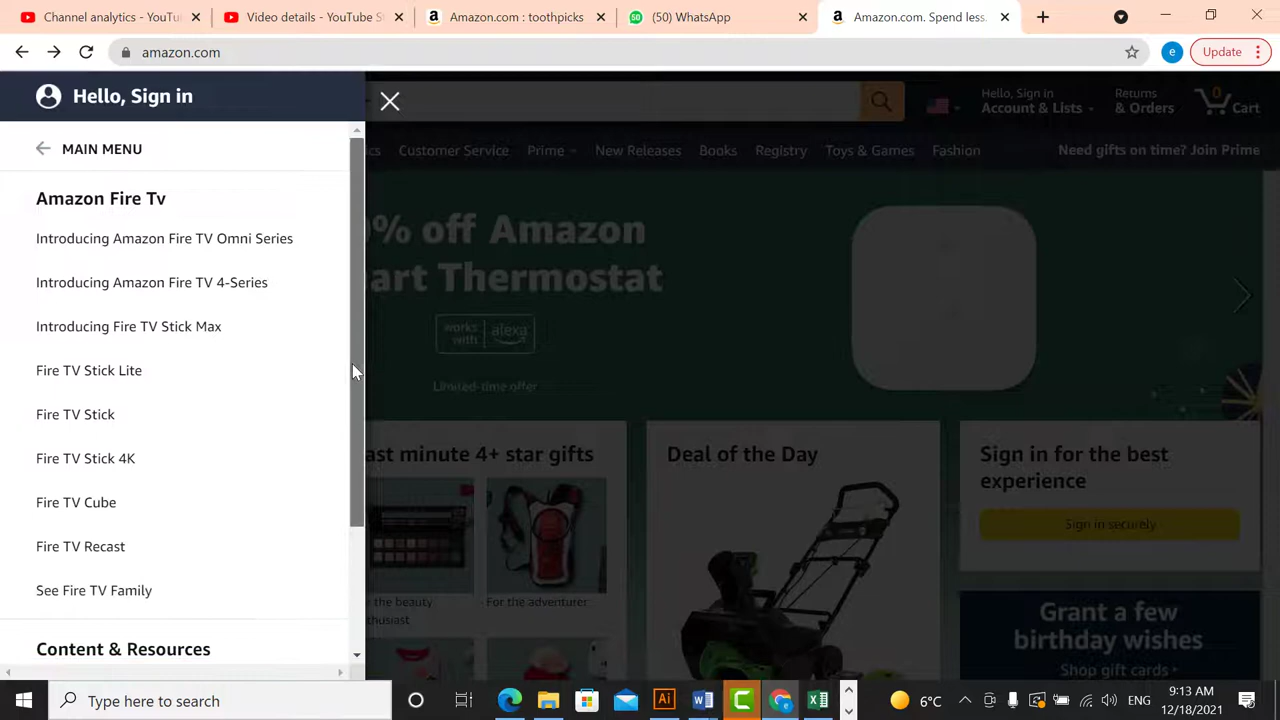 Channel analytics - YouTu
Video details - YouTube S
Amazon.com : toothpicks
(50) WhatsApp
Amazon.com. Spend less.
amazon.com
e
Update
Hello, Sign in
MAIN MENU
Amazon Fire Tv
Introducing Amazon Fire TV Omni Series
Introducing Amazon Fire TV 4-Series
Introducing Fire TV Stick Max
Fire TV Stick Lite
Fire TV Stick
Fire TV Stick 4K
Fire TV Cube
Fire TV Recast
See Fire TV Family
Content & Resources
Hello, Sign in
Account & Lists
Returns
& Orders
0
Cart
Customer Service
Prime
New Releases
Books
Registry
Toys & Games
Fashion
Need gifts on time? Join Prime
% off Amazon
art Thermostat
works with alexa
Limited-time offer
ast minute 4+ star gifts
the beauty
thusiast
For the adventurer
Deal of the Day
Sign in for the best
experience
Sign in securely
Grant a few
birthday wishes
Shop gift cards
Type here to search
6°C
ENG
9:13 AM
12/18/2021